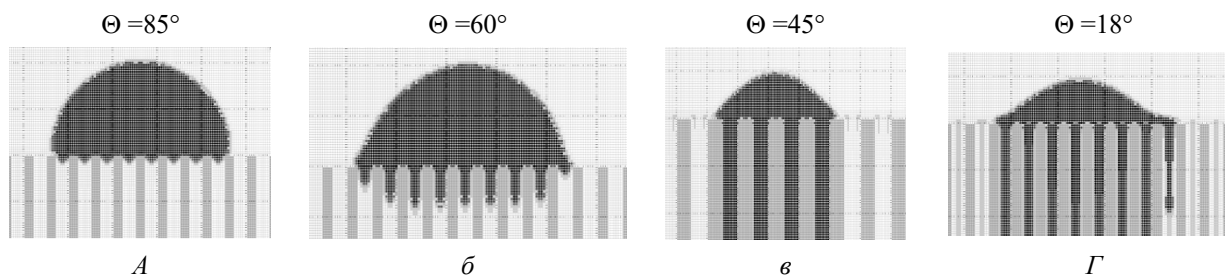 Θ =85°
Θ =60°
Θ =45°
Θ =18°
А
б
в
Г